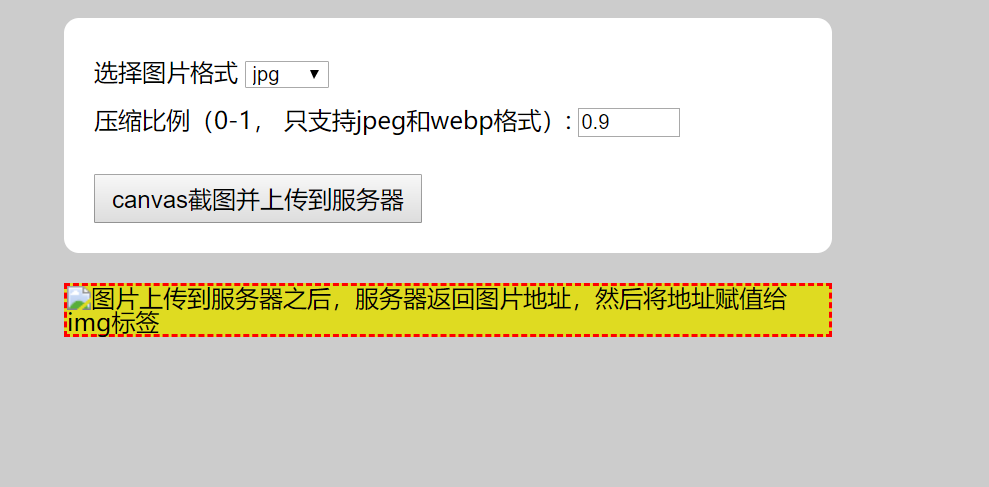 选择图片格式 jpg
压缩比例（0-1， 只支持jpeg和webp格式）: 0.9
canvas截图并上传到服务器
图片上传到服务器之后，服务器返回图片地址，然后将地址赋值给
img标签